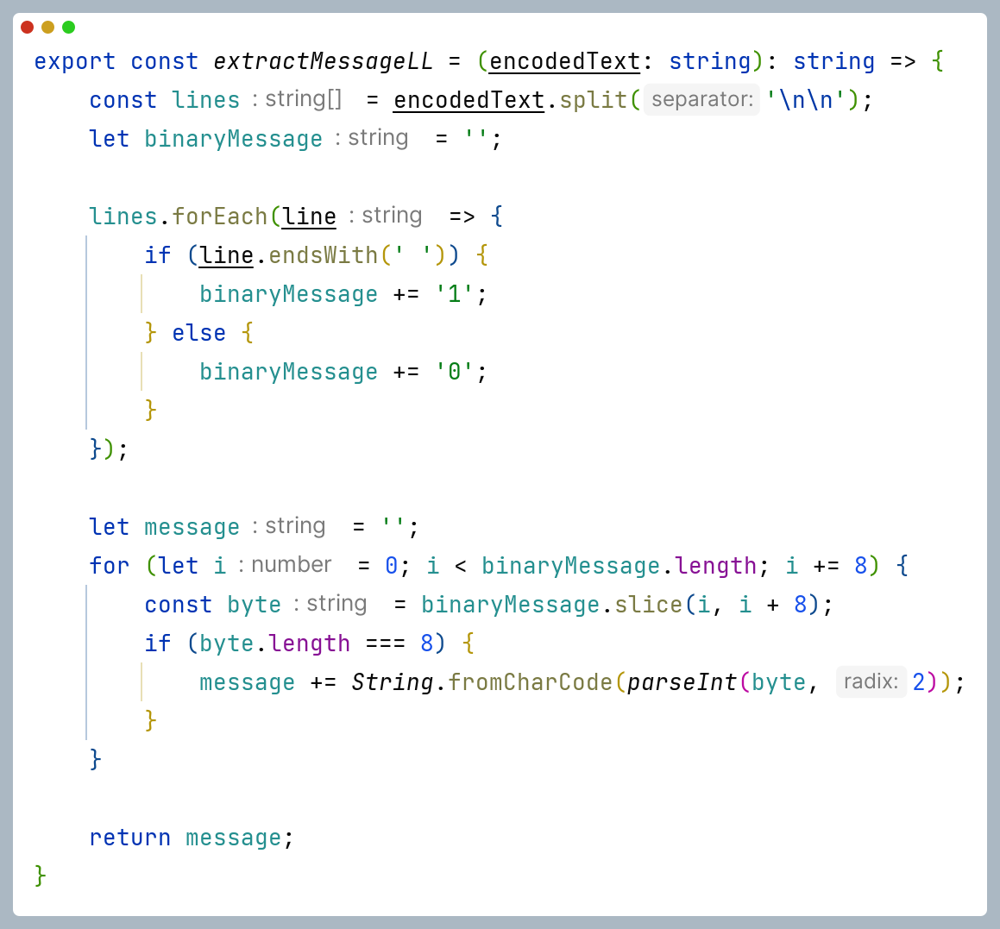 export const extractMessageLL = (encodedText: string): string => {
    const lines : string[] = encodedText.split( separator: '\n\n');
    let binaryMessage : string = '';

    lines.forEach(line : string => {
        if (line.endsWith(' ')) {
            binaryMessage += '1';
        } else {
            binaryMessage += '0';
        }
    });

    let message : string = '';
    for (let i : number = 0; i < binaryMessage.length; i += 8) {
        const byte : string = binaryMessage.slice(i, i + 8);
        if (byte.length === 8) {
            message += String.fromCharCode(parseInt(byte, radix: 2));
        }
    }

    return message;
}